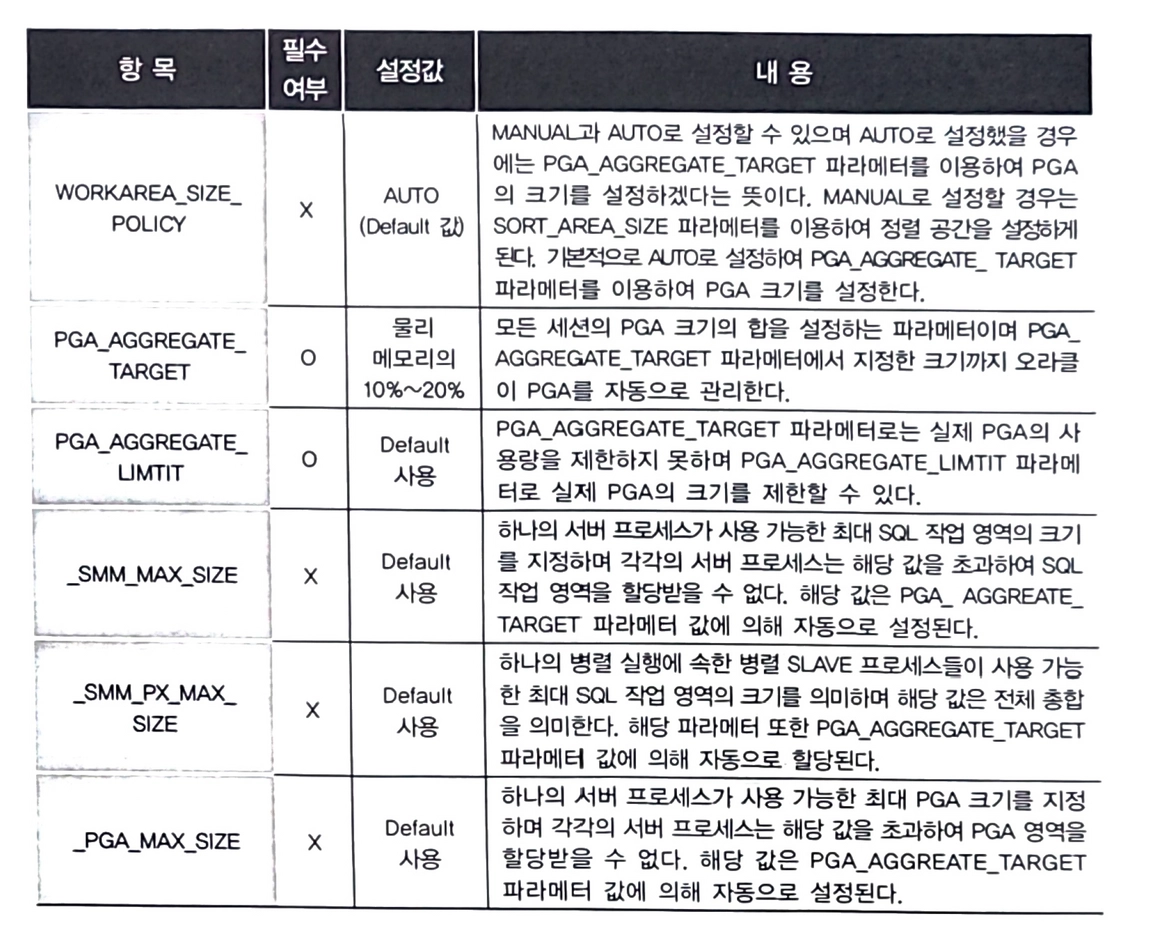 항 목
필수
여부
설정값
내 용
WORKAREA_SIZE_
POLICY
X
AUTO
(Default 값)
MANUAL과 AUTO로 설정할 수 있으며 AUTO로 설정했을 경우
에는 PGA_AGGREGATE_TARGET 파라메터를 이용하여 PGA
의 크기를 설정하겠다는 뜻이다. MANUAL로 설정할 경우는
SORT_AREA_SIZE 파라메터를 이용하여 정렬 공간을 설정하게
된다. 기본적으로 AUTO로 설정하여 PGA_AGGREGATE_ TARGET
파라메터를 이용하여 PGA 크기를 설정한다.
PGA_AGGREGATE_
TARGET
O
물리
메모리의
10%~20%
모든 세션의 PGA 크기의 합을 설정하는 파라메터이며 PGA_
AGGREGATE_TARGET 파라메터에서 지정한 크기까지 오라클
이 PGA를 자동으로 관리한다.
PGA_AGGREGATE_
LIMTIT
O
Default
사용
PGA_AGGREGATE_TARGET 파라메터로는 실제 PGA의 사
용량을 제한하지 못하며 PGA_AGGREGATE_LIMTIT 파라메
터로 실제 PGA의 크기를 제한할 수 있다.
_SMM_MAX_SIZE
X
Default
사용
하나의 서버 프로세스가 사용 가능한 최대 SQL 작업 영역의 크기
를 지정하며 각각의 서버 프로세스는 해당 값을 초과하여 SQL
작업 영역을 할당받을 수 없다. 해당 값은 PGA_ AGGREATE_
TARGET 파라메터 값에 의해 자동으로 설정된다.
_SMM_PX_MAX_
SIZE
X
Default
사용
하나의 병렬 실행에 속한 병렬 SLAVE 프로세스들이 사용 가능
한 최대 SQL 작업 영역의 크기를 의미하며 해당 값은 전체 총합
을 의미한다. 해당 파라메터 또한 PGA_AGGREGATE_TARGET
파라메터 값에 의해 자동으로 할당된다.
_PGA_MAX_SIZE
X
Default
사용
하나의 서버 프로세스가 사용 가능한 최대 PGA 크기를 지정
하며 각각의 서버 프로세스는 해당 값을 초과하여 PGA 영역을
할당받을 수 없다. 해당 값은 PGA_AGGREATE_TARGET
파라메터 값에 의해 자동으로 설정된다.